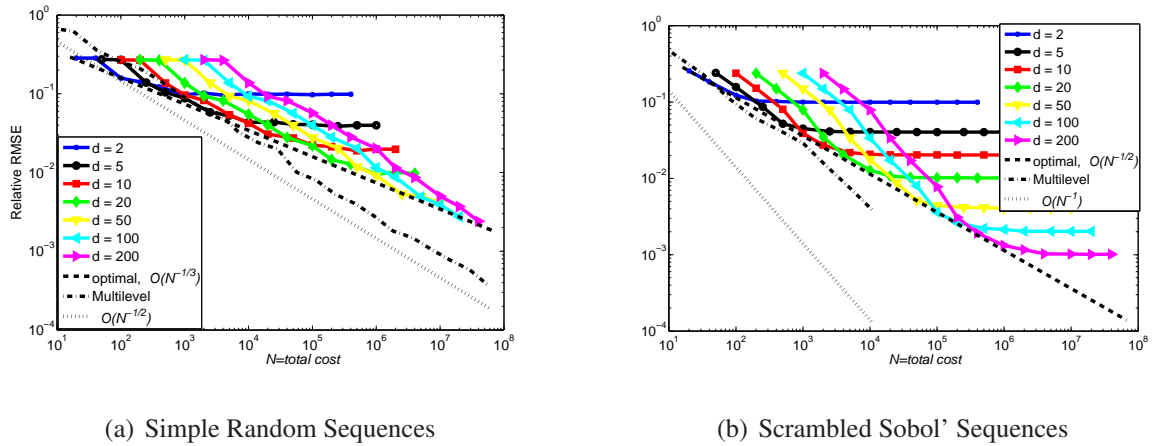 Relative RMSE
10^0
10^-1
10^-2
10^-3
10^-4
d = 2
d = 5
d = 10
d = 20
d = 50
d = 100
d = 200
optimal, O(N^-1/3)
Multilevel
O(N^-1/2)
10^1 10^2 10^3 10^4 10^5 10^6 10^7 10^8
N=total cost
(a) Simple Random Sequences
10^0
10^-1
10^-2
10^-3
10^-4
d = 2
d = 5
d = 10
d = 20
d = 50
d = 100
d = 200
optimal, O(N^-1/2)
Multilevel
O(N^-1)
10^1 10^2 10^3 10^4 10^5 10^6 10^7 10^8
N=total cost
(b) Scrambled Sobol' Sequences